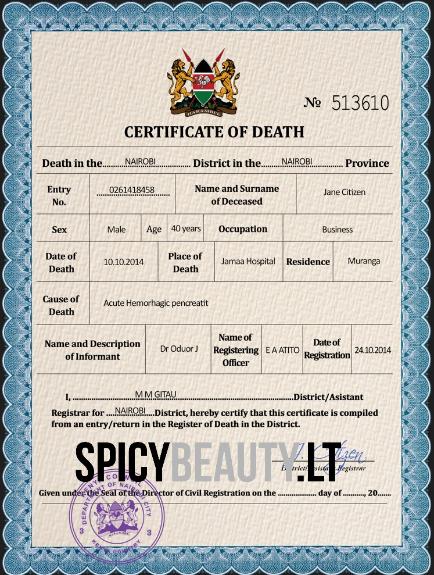 № 513610
CERTIFICATE OF DEATH
Death in the NAIROBI District in the NAIROBI Province
Entry No. 0261418458 Name and Surname of Deceased Jane Citizen
Sex Male Age 40 years Occupation Business
Date of Death 10.10.2014 Place of Death Jamaa Hospital Residence Muranga
Cause of Death Acute Hemorhagic pencreatit
Name and Description of Informant Dr Oduor J Name of Registering Officer E A ATITO Date of Registration 24.10.2014
I, M M GITAU District/Asistant
Registrar for NAIROBI District, hereby certify that this certificate is compiled
from an entry/return in the Register of Death in the District.
J. Citizen
SPICYBEAUTY.LT
Given under the Seal of the Director of Civil Registration on the .................. day of .........., 20......
DEPARTMENT OF NAIROBI CITY